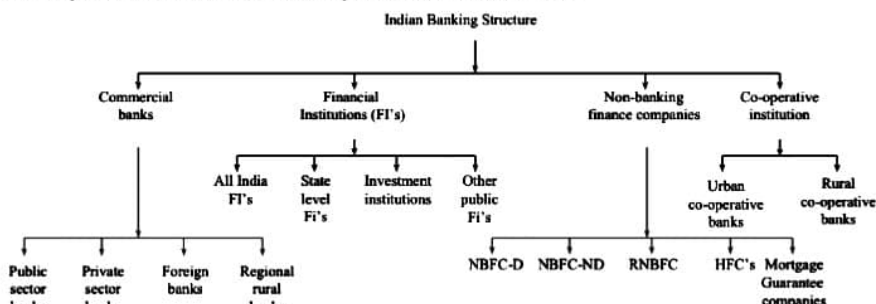 Indian Banking Structure
Commercial
banks
Financial
Institutions (FI's)
Non-banking
finance companies
Co-operative
institution
All India
FI's
State
level
Fi's
Investment
institutions
Other
public
Fi's
Urban
co-operative
banks
Rural
co-operative
banks
Public
sector
Private
sector
Foreign
banks
Regional
rural
NBFC-D
NBFC-ND
RNBFC
HFC's
Mortgage
Guarantee
companies